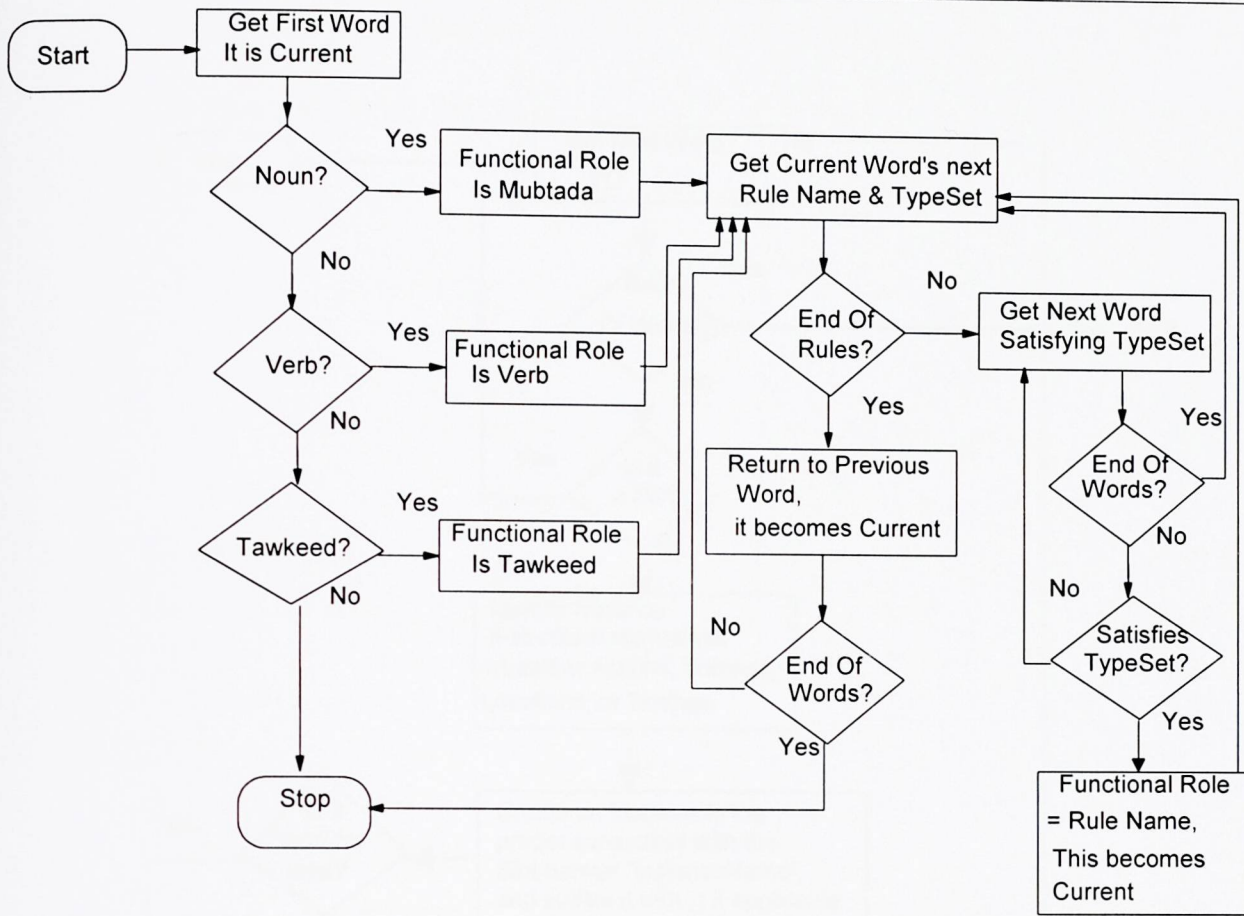 Start
Get First Word
It is Current
Noun?
Yes
Functional Role
Is Mubtada
Get Current Word's next
Rule Name & TypeSet
No
Verb?
Yes
Functional Role
Is Verb
No
Tawkeed?
Yes
Functional Role
Is Tawkeed
No
Stop
End Of
Rules?
No
Get Next Word
Satisfying TypeSet
Yes
Return to Previous
Word,
it becomes Current
No
End Of
Words?
Yes
Yes
End Of
Words?
No
No
Satisfies
TypeSet?
Yes
Functional Role
= Rule Name,
This becomes
Current